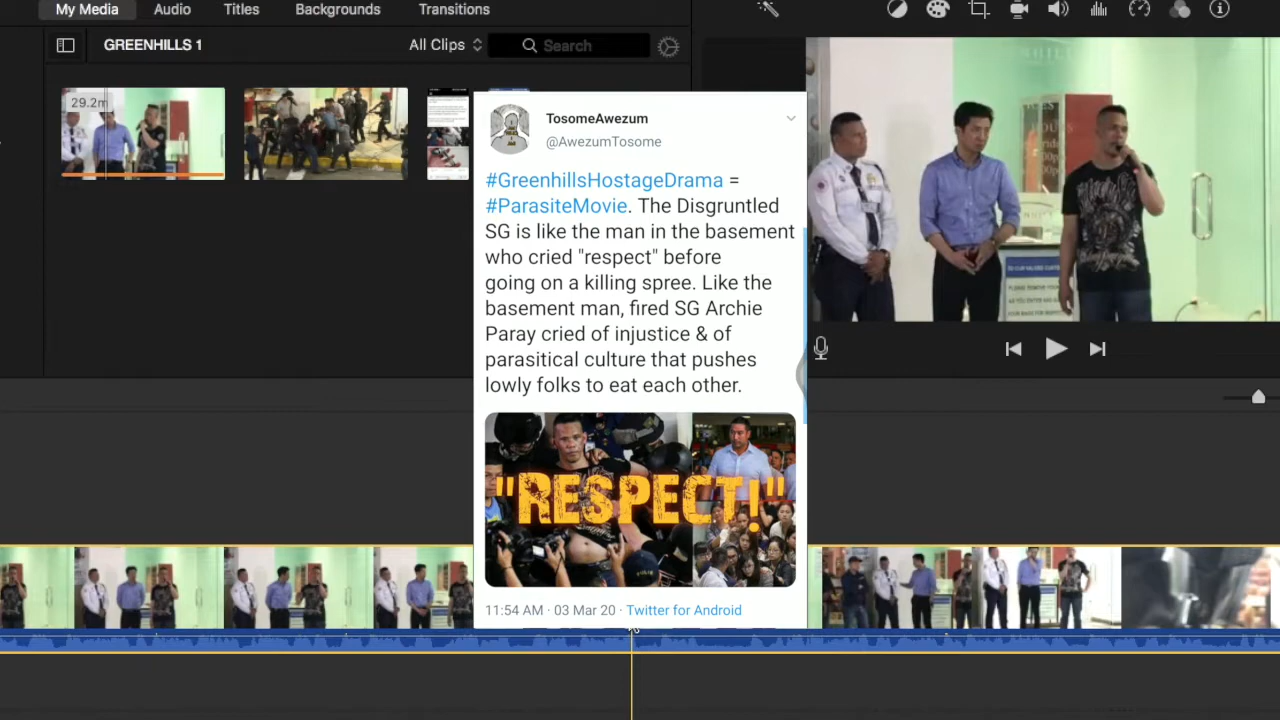 My Media Audio Titles Backgrounds Transitions
GREENHILLS 1
All Clips
Search
29.2m
TosomeAwezum
@AwezumTosome
#GreenhillsHostageDrama =
#ParasiteMovie. The Disgruntled
SG is like the man in the basement
who cried "respect" before
going on a killing spree. Like the
basement man, fired SG Archie
Paray cried of injustice & of
parasitical culture that pushes
lowly folks to eat each other.
"RESPECT!"
11:54 AM · 03 Mar 20 · Twitter for Android